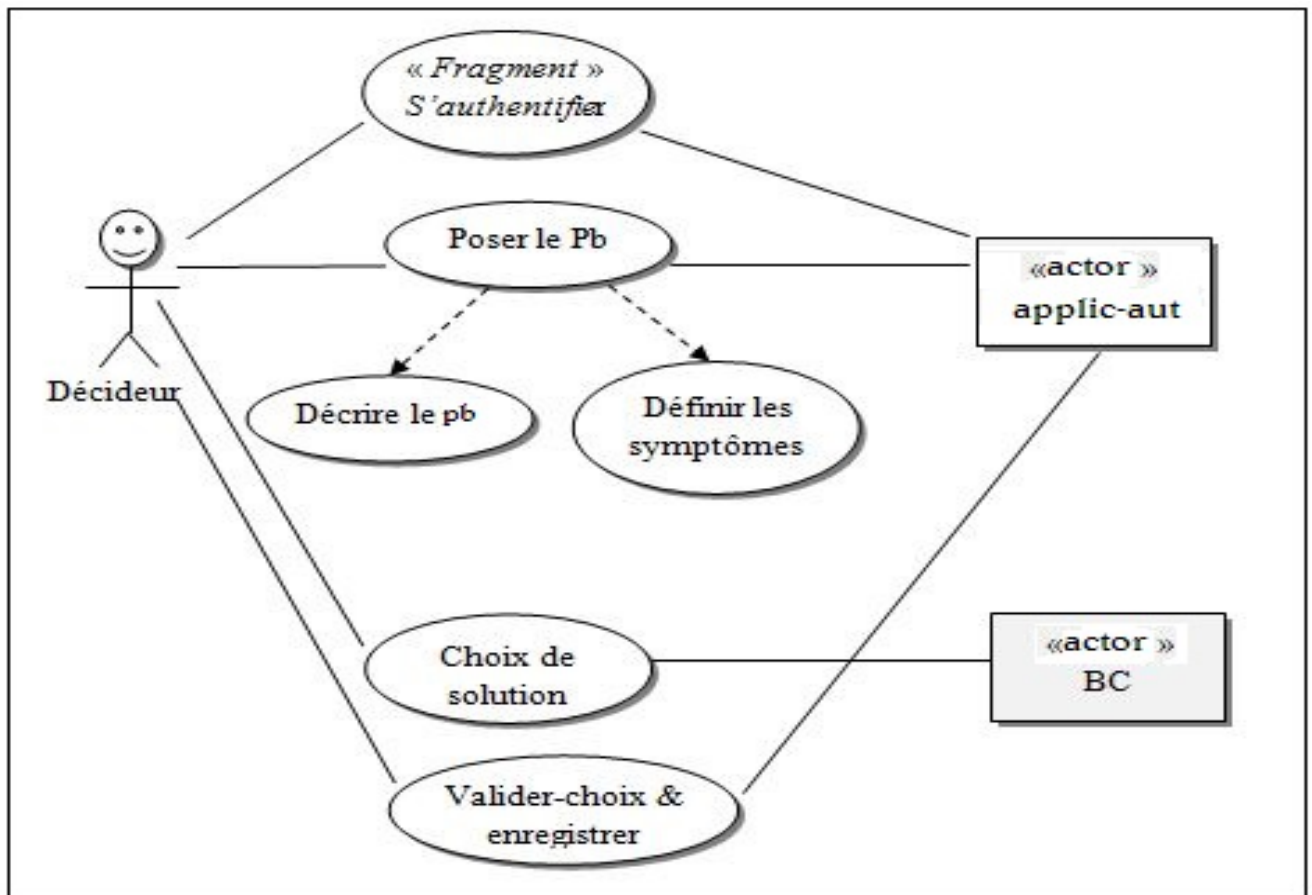 « Fragment »
S'authentifier
Poser le Pb
«actor »
applic-aut
Décideur
Décrire le pb
Définir les
symptômes
Choix de
solution
«actor »
BC
Valider-choix &
enregistrer